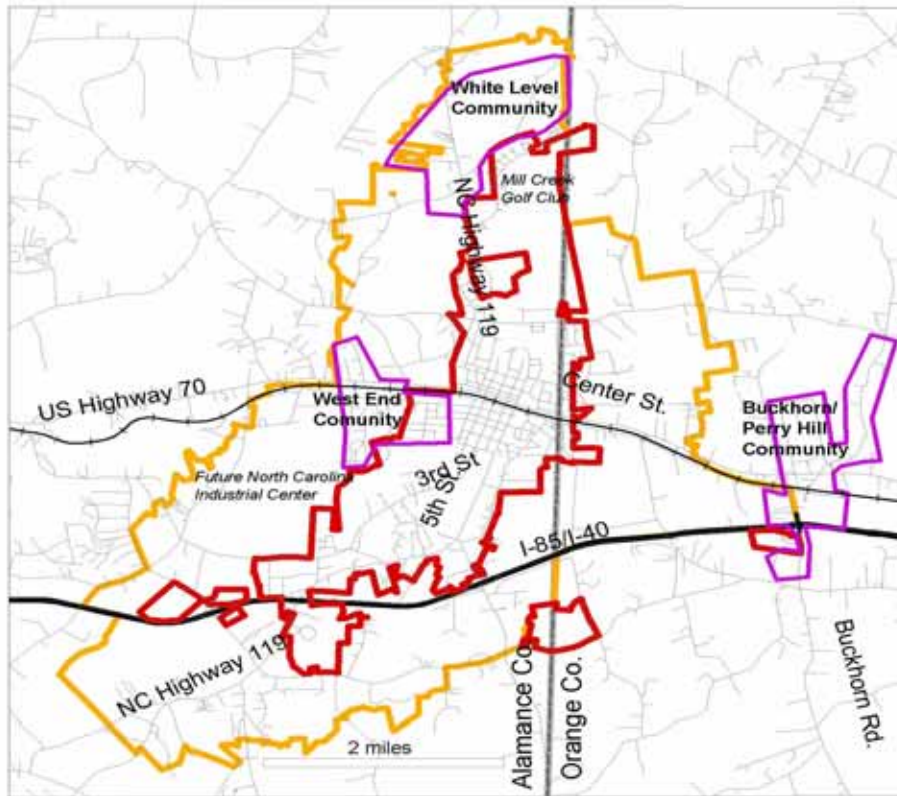 White Level
Community
Mill Creek
Golf Club
NC Highway 119
US Highway 70
West End
Comunity
Center St.
Buckhorn/
Perry Hill
Community
Future North Carolina
Industrial Center
3rd St
5th St
I-85/I-40
NC Highway 119
Alamance Co.
Orange Co.
Buckhorn Rd.
2 miles